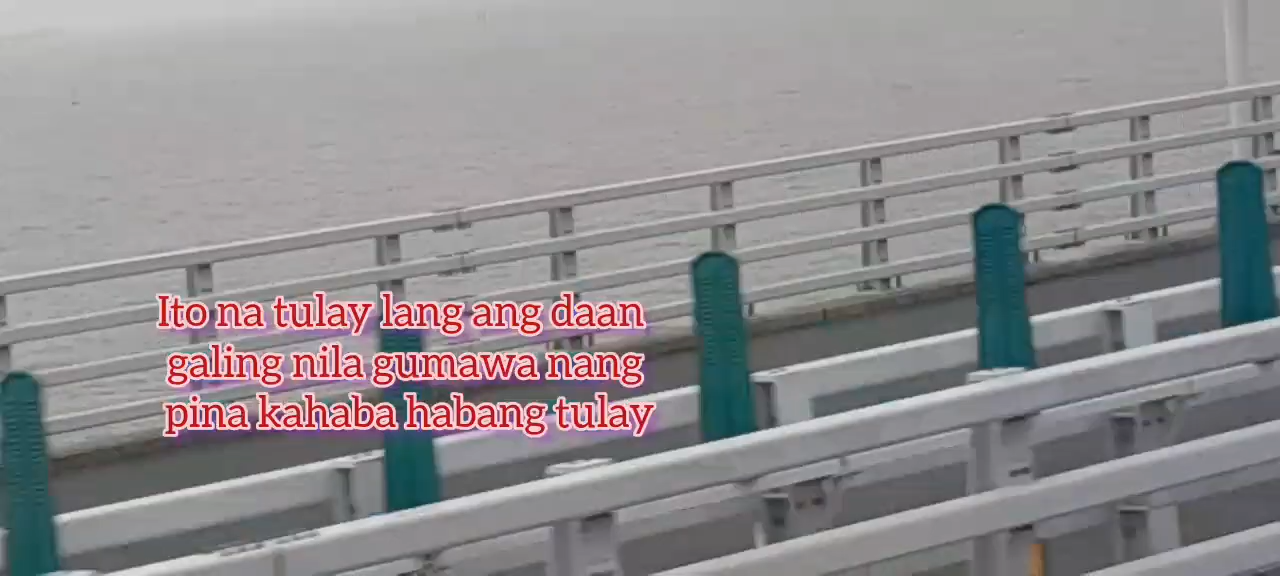 Ito na tulay lang ang daan
galing nila gumawa nang
pina kahaba habang tulay